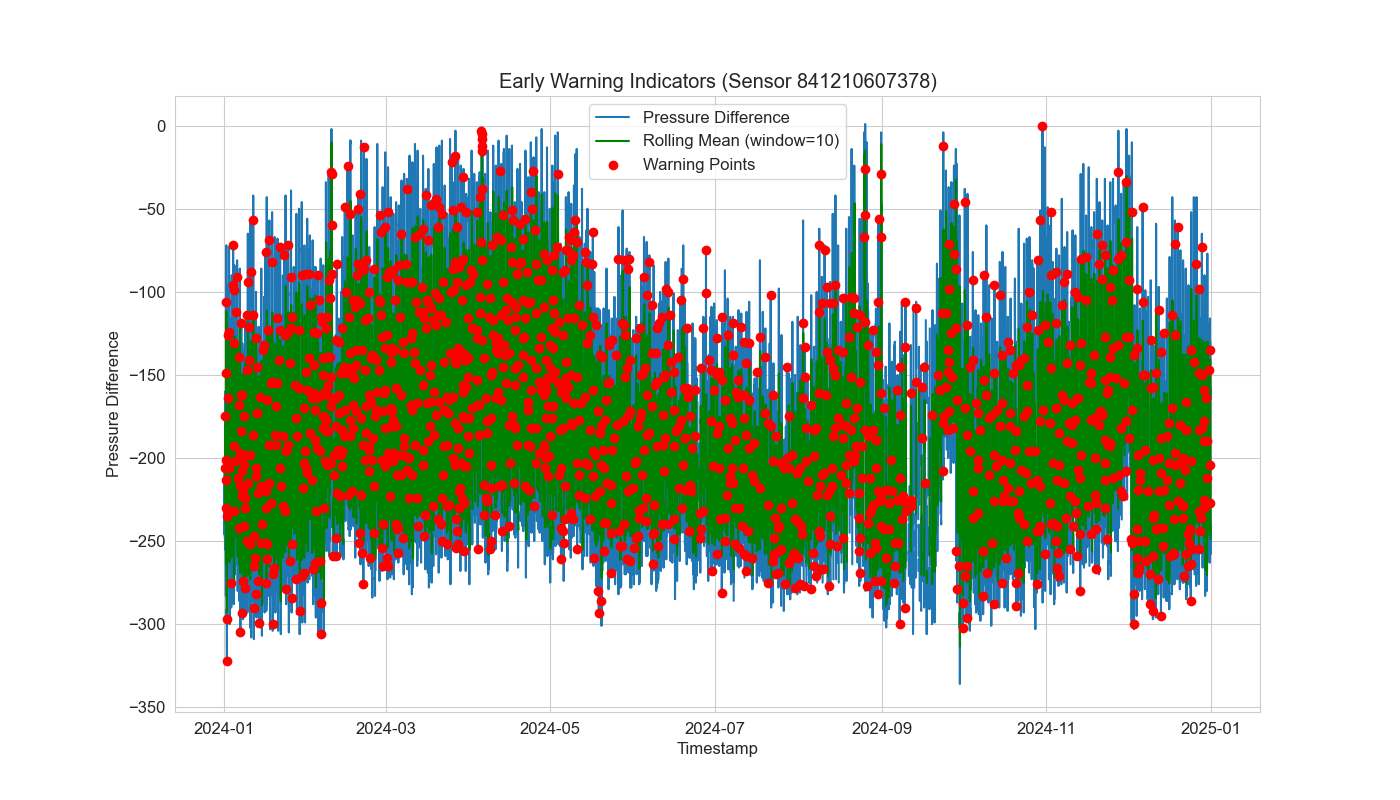 Early Warning Indicators (Sensor 841210607378)
Pressure Difference
Rolling Mean (window=10)
Warning Points
Pressure Difference
0
−50
−100
−150
−200
−250
−300
−350
2024-01
2024-03
2024-05
2024-07
2024-09
2024-11
2025-01
Timestamp